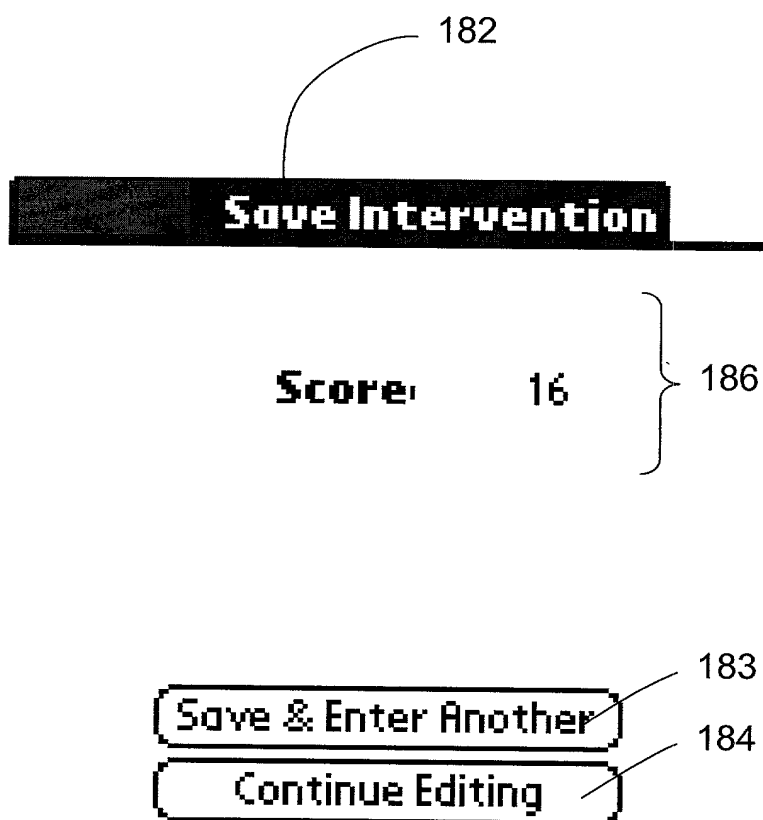 182
Save Intervention
Score: 16
186
183
Save & Enter Another
184
Continue Editing